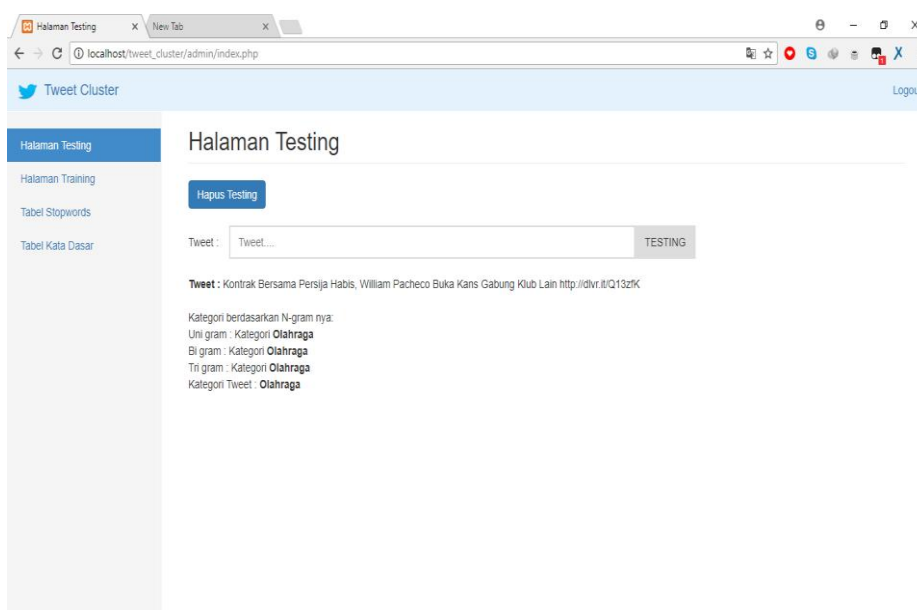 Halaman Testing
New Tab
localhost/tweet_cluster/admin/index.php
Tweet Cluster
Halaman Testing
Halaman Training
Tabel Stopwords
Tabel Kata Dasar
Halaman Testing
Hapus Testing
Tweet : Tweet.... TESTING
Tweet : Kontrak Bersama Persija Habis, William Pacheco Buka Kans Gabung Klub Lain http://dlvr.it/Q13zfK
Kategori berdasarkan N-gram nya:
Uni gram : Kategori Olahraga
Bi gram : Kategori Olahraga
Tri gram : Kategori Olahraga
Kategori Tweet : Olahraga